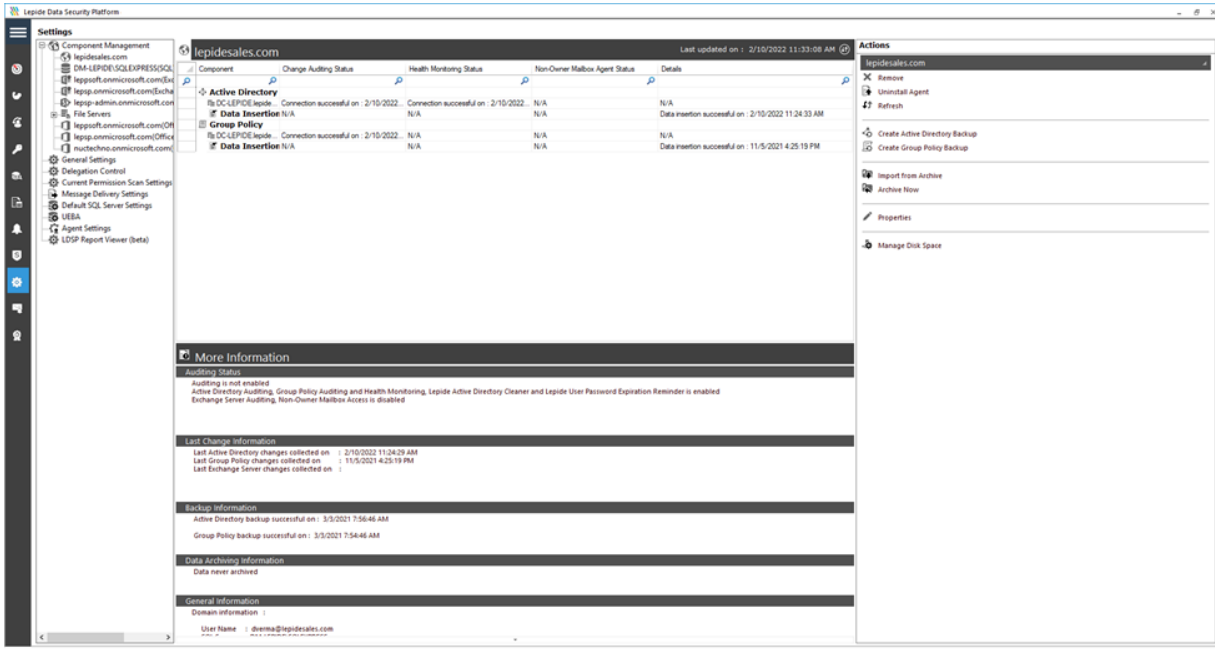 Lepide Data Security Platform
Settings
Component Management
lepidesales.com
DM-LEPIDE\SQLEXPRESS(SQL
leppsoft.onmicrosoft.com(Exc
lepsp.onmicrosoft.com(Excha
lepsp-admin.onmicrosoft.con
File Servers
leppsoft.onmicrosoft.com(Off
lepsp.onmicrosoft.com(Office
nuctechno.onmicrosoft.com(
General Settings
Delegation Control
Current Permission Scan Settings
Message Delivery Settings
Default SQL Server Settings
UEBA
Agent Settings
LDSP Report Viewer (beta)
lepidesales.com Last updated on : 2/10/2022 11:33:08 AM
Component Change Auditing Status Health Monitoring Status Non-Owner Mailbox Agent Status Details
Active Directory
DC-LEPIDE.lepide... Connection successful on : 2/10/2022... Connection successful on : 2/10/2022... N/A N/A
Data Insertion N/A N/A N/A Data insertion successful on : 2/10/2022 11:24:33 AM
Group Policy
DC-LEPIDE.lepide... Connection successful on : 2/10/2022... N/A N/A N/A
Data Insertion N/A N/A N/A Data insertion successful on : 11/5/2021 4:25:19 PM
More Information
Auditing Status
Auditing is not enabled
Active Directory Auditing, Group Policy Auditing and Health Monitoring, Lepide Active Directory Cleaner and Lepide User Password Expiration Reminder is enabled
Exchange Server Auditing, Non-Owner Mailbox Access is disabled
Last Change Information
Last Active Directory changes collected on : 2/10/2022 11:24:29 AM
Last Group Policy changes collected on : 11/5/2021 4:25:19 PM
Last Exchange Server changes collected on :
Backup Information
Active Directory backup successful on : 3/3/2021 7:56:46 AM
Group Policy backup successful on : 3/3/2021 7:54:46 AM
Data Archiving Information
Data never archived
General Information
Domain information :
User Name : dverma@lepidesales.com
Actions
lepidesales.com
Remove
Uninstall Agent
Refresh
Create Active Directory Backup
Create Group Policy Backup
Import from Archive
Archive Now
Properties
Manage Disk Space